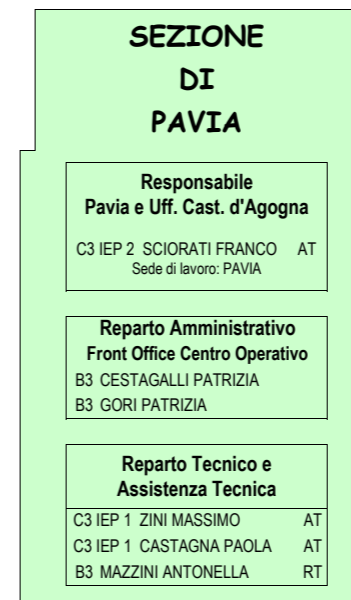 SEZIONE
DI
PAVIA
Responsabile
Pavia e Uff. Cast. d'Agogna
C3 IEP 2 SCIORATI FRANCO AT
Sede di lavoro: PAVIA
Reparto Amministrativo
Front Office Centro Operativo
B3 CESTAGALLI PATRIZIA
B3 GORI PATRIZIA
Reparto Tecnico e
Assistenza Tecnica
C3 IEP 1 ZINI MASSIMO AT
C3 IEP 1 CASTAGNA PAOLA AT
B3 MAZZINI ANTONELLA RT